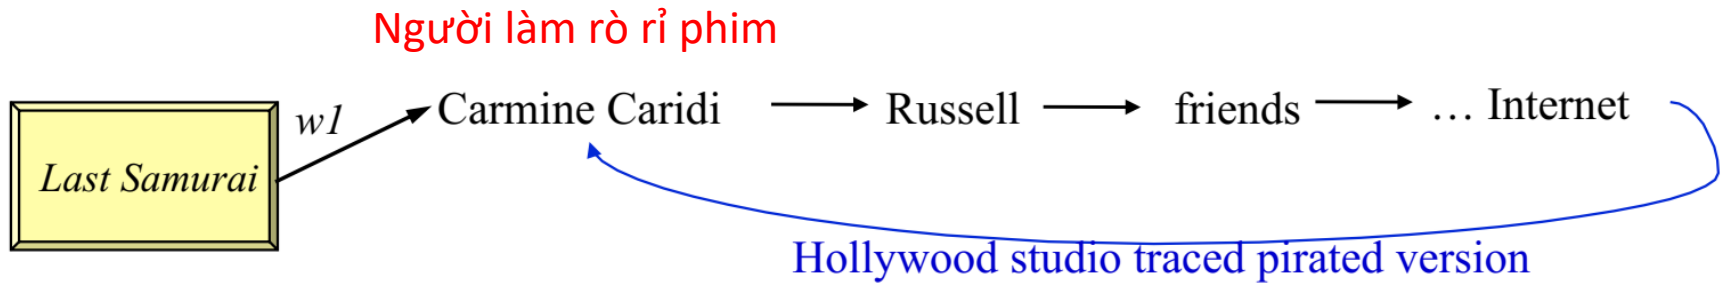 Người làm rò rỉ phim
w1
Carmine Caridi Russell friends … Internet
Last Samurai
Hollywood studio traced pirated version